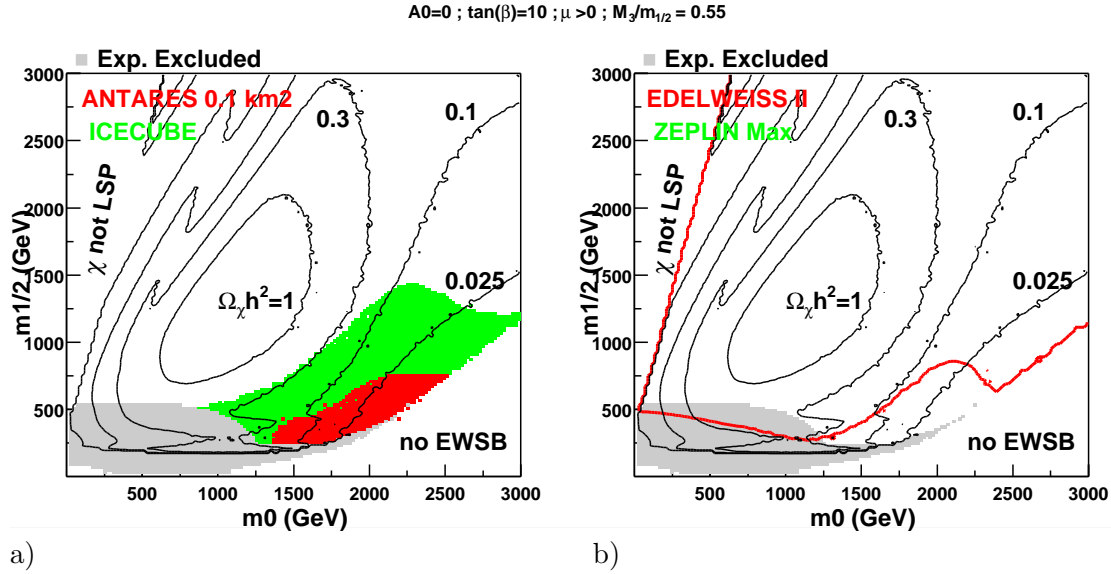 A0=0 ; tan(β)=10 ; μ >0 ; M₃/m₁/₂ = 0.55
Exp. Excluded
ANTARES 0.1 km2
ICECUBE
0.3
0.1
0.025
χ not LSP
Ωχh²=1
no EWSB
m1/2 (GeV)
3000
2500
2000
1500
1000
500
500
1000
1500
2000
2500
3000
m0 (GeV)
a)
Exp. Excluded
EDELWEISS II
ZEPLIN Max
0.3
0.1
0.025
χ not LSP
Ωχh²=1
no EWSB
m1/2 (GeV)
3000
2500
2000
1500
1000
500
500
1000
1500
2000
2500
3000
m0 (GeV)
b)